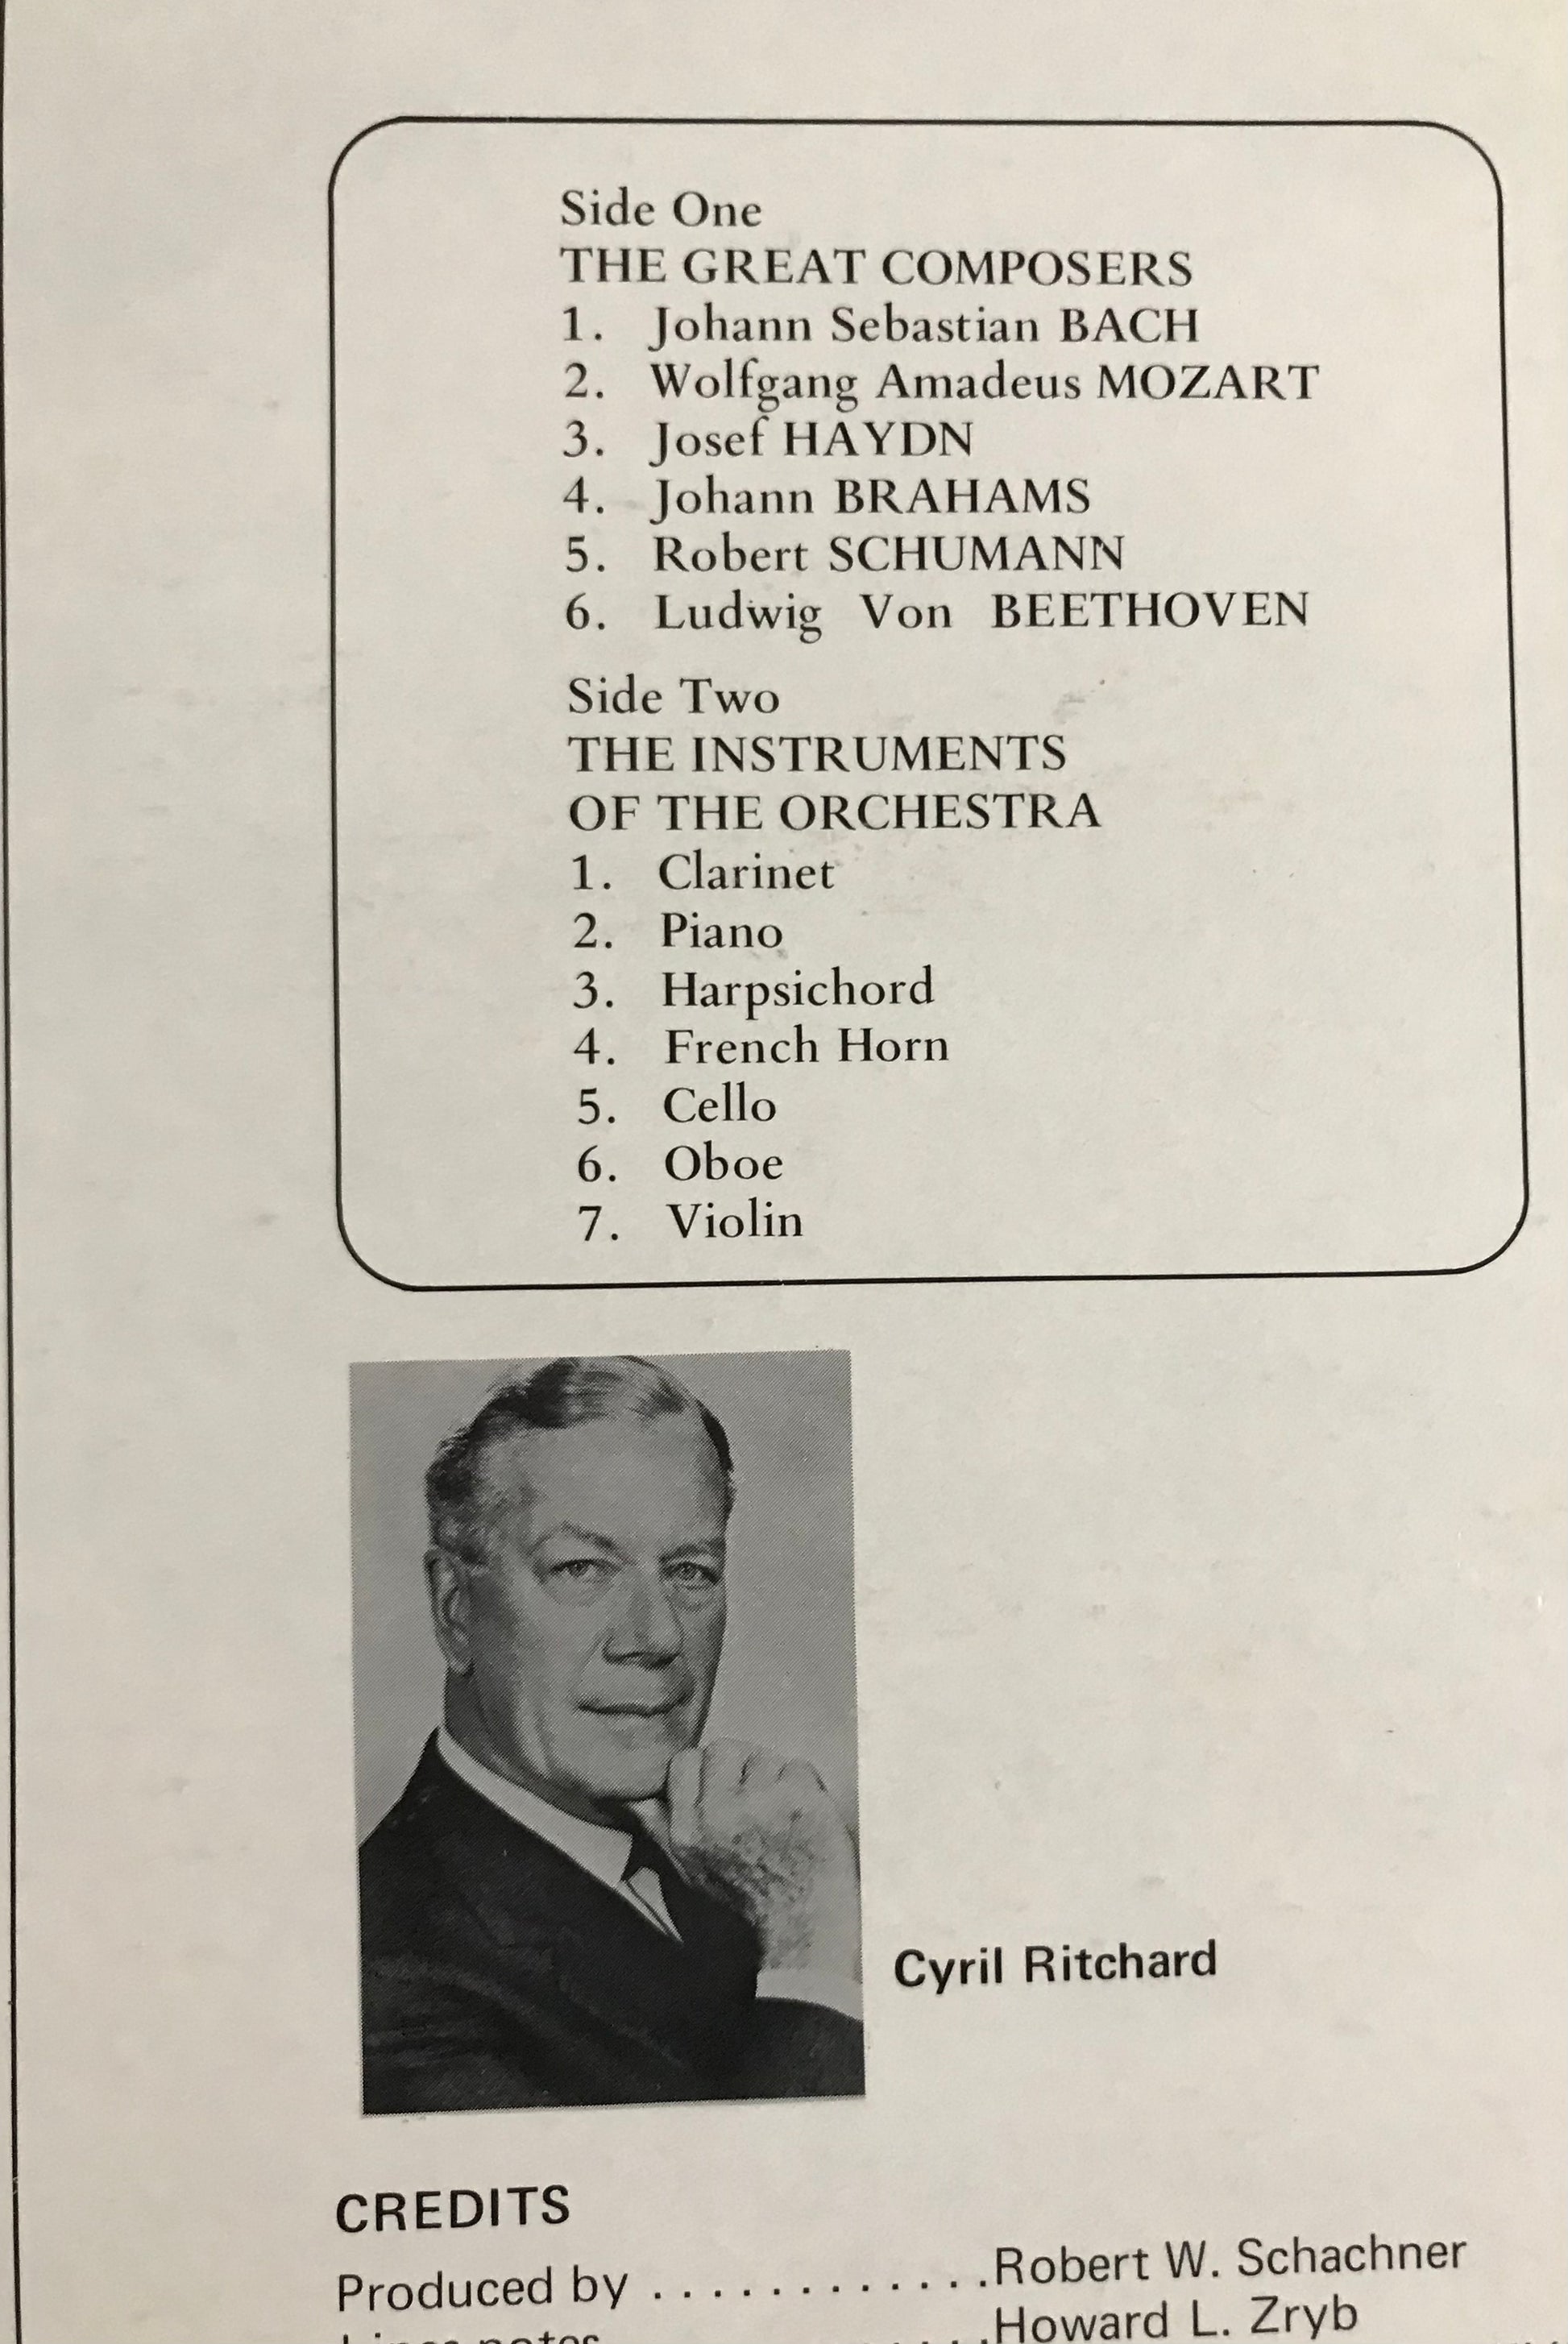 Side One
THE GREAT COMPOSERS
1. Johann Sebastian BACH
2. Wolfgang Amadeus MOZART
3. Josef HAYDN
4. Johann BRAHAMS
5. Robert SCHUMANN
6. Ludwig Von BEETHOVEN
Side Two
THE INSTRUMENTS
OF THE ORCHESTRA
1. Clarinet
2. Piano
3. Harpsichord
4. French Horn
5. Cello
6. Oboe
7. Violin
Cyril Ritchard
CREDITS
Produced by ............Robert W. Schachner
Howard L. Zryb